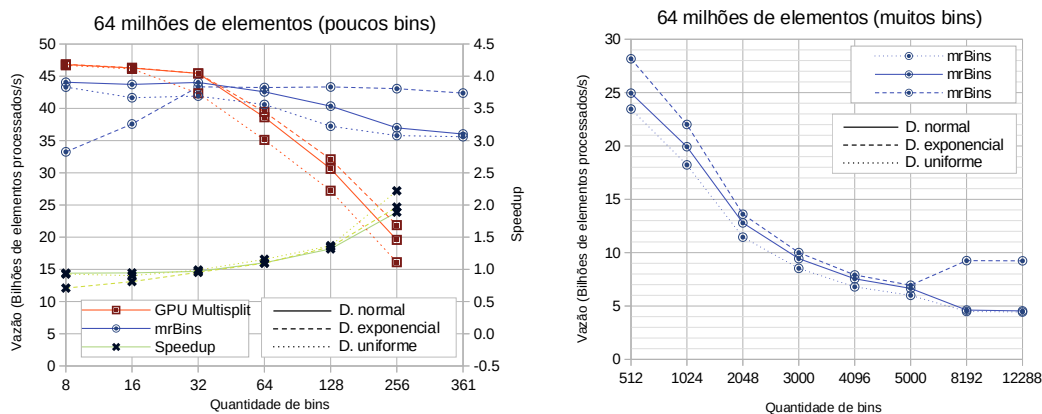 64 milhões de elementos (poucos bins)
Vazão (Bilhões de elementos processados/s)
50
45
40
35
30
25
20
15
10
5
0
4.5
4.0
3.5
3.0
2.5
2.0
1.5
1.0
0.5
0.0
-0.5
Speedup
GPU Multisplit
mrBins
Speedup
D. normal
D. exponencial
D. uniforme
8 16 32 64 128 256 361
Quantidade de bins
64 milhões de elementos (muitos bins)
Vazão (Bilhões de elementos processados/s)
30
25
20
15
10
5
0
mrBins
mrBins
mrBins
D. normal
D. exponencial
D. uniforme
512 1024 2048 3000 4096 5000 8192 12288
Quantidade de bins